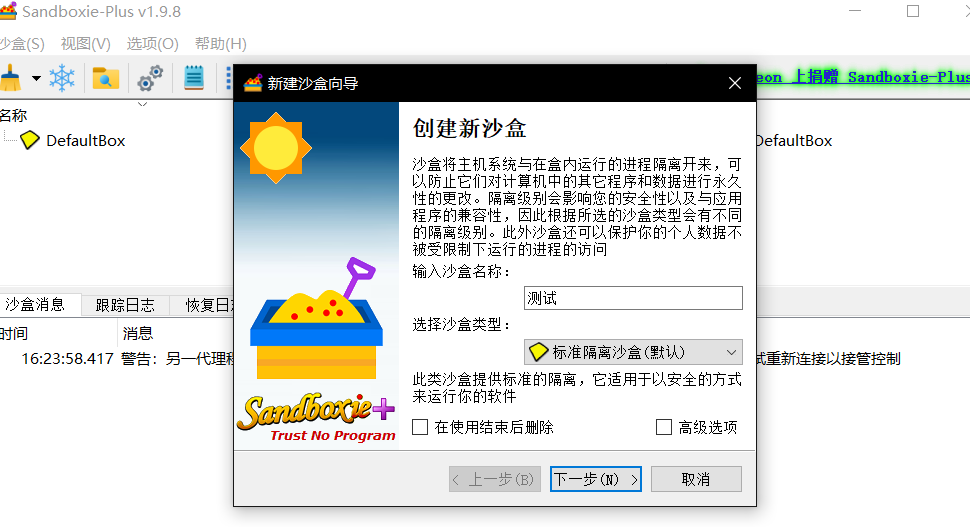 Sandboxie-Plus v1.9.8
沙盒(S) 视图(V) 选项(O) 帮助(H)
eon 上捐赠 Sandboxie-Plus
名称
DefaultBox
DefaultBox
沙盒消息 跟踪日志 恢复日
时间 消息
16:23:58.417 警告：另一代理程
试重新连接以接管控制
新建沙盒向导
创建新沙盒
沙盒将主机系统与在盒内运行的进程隔离开来，可
以防止它们对计算机中的其它程序和数据进行永久
性的更改。隔离级别会影响您的安全性以及与应用
程序的兼容性，因此根据所选的沙盒类型会有不同
的隔离级别。此外沙盒还可以保护你的个人数据不
被受限制下运行的进程的访问
输入沙盒名称：
测试
选择沙盒类型：
标准隔离沙盒(默认)
此类沙盒提供标准的隔离，它适用于以安全的方式
来运行你的软件
在使用结束后删除 高级选项
Sandboxie+
Trust No Program
< 上一步(B) 下一步(N) > 取消